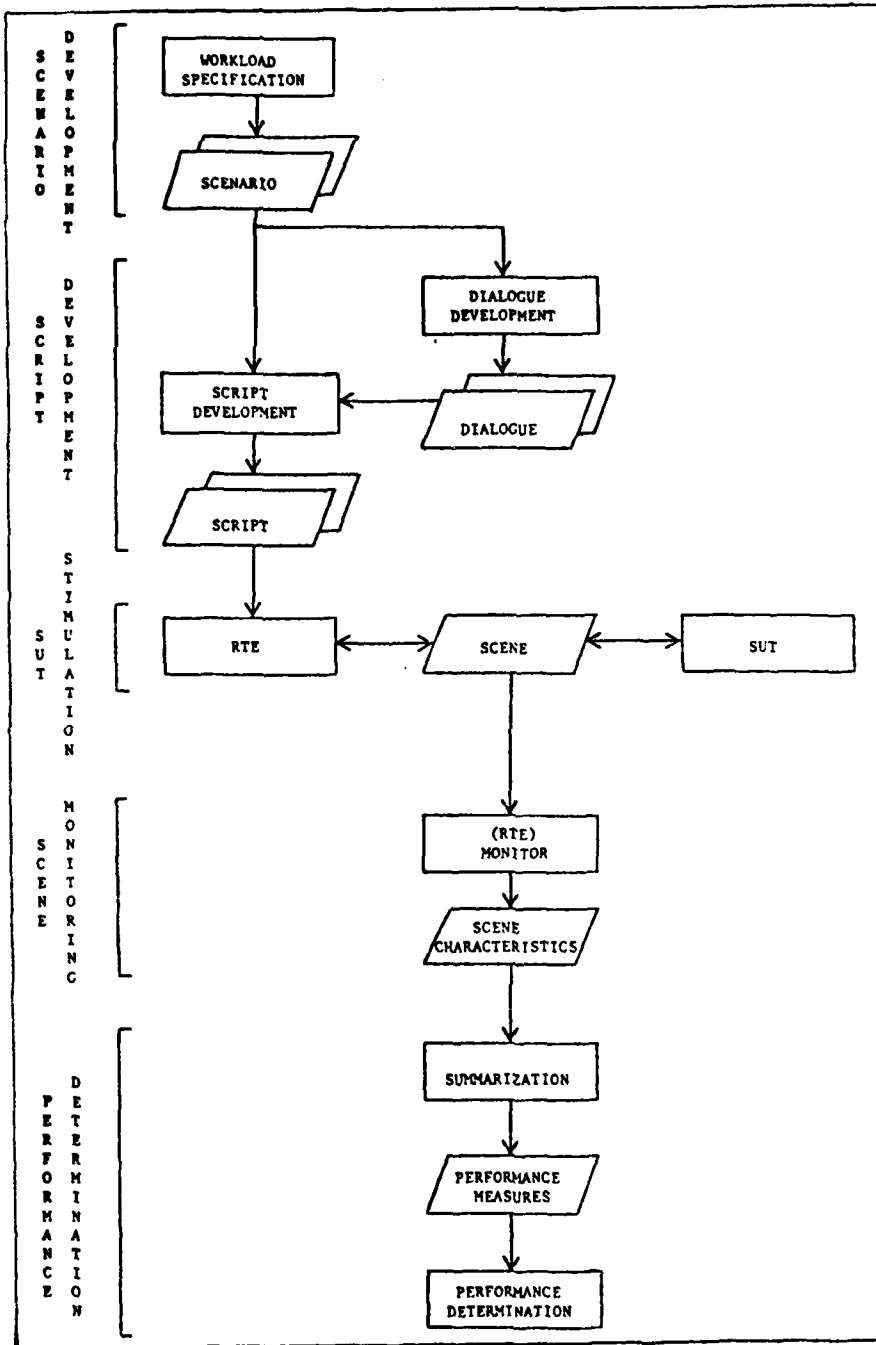 SCENARIO
DEVELOPMENT
WORKLOAD
SPECIFICATION
SCENARIO
SCRIPT
DEVELOPMENT
DIALOGUE
DEVELOPMENT
SCRIPT
DEVELOPMENT
DIALOGUE
SCRIPT
SUT
STIMULATION
RTE
SCENE
SUT
SCENE
MONITORING
(RTE)
MONITOR
SCENE
CHARACTERISTICS
PERFORMANCE
DETERMINATION
SUMMARIZATION
PERFORMANCE
MEASURES
PERFORMANCE
DETERMINATION